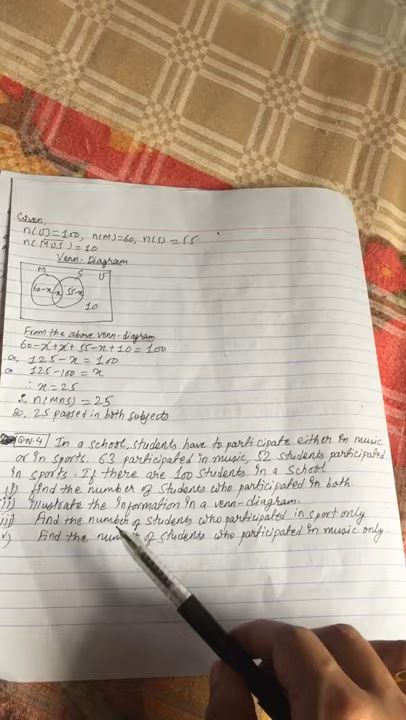 Given,
n(U)=100, n(M)=60, n(S)=55
n(MUS)=10
Venn-Diagram
M S U
60-x x 55-x
10
From the above venn-diagram
60-x+x+55-x+10=100
or, 125-x=100
or 125-100=x
∴ x=25
∴ n(MnS)=25
So, 25 passed in both subjects
Q.N.4 In a school, students have to participate either in music
or in sports. 63 participated in music, 52 students participated
in sports. If there are 100 students in a school
i) find the number of students who participated in both.
ii) Illustrate the information in a venn-diagram.
iii) Find the number of students who participated in sport only
v) Find the number of students who participated in music only.